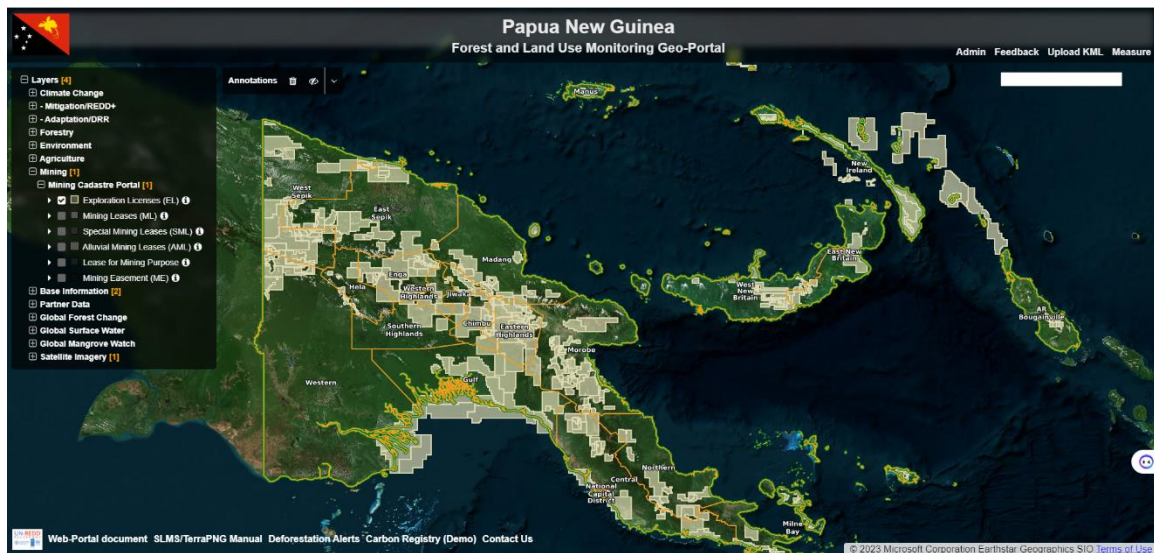 Papua New Guinea
Forest and Land Use Monitoring Geo-Portal
Admin Feedback Upload KML Measure
Annotations
Layers [4]
Climate Change
- Mitigation/REDD+
- Adaptation/DRR
Forestry
Environment
Agriculture
Mining [1]
Mining Cadastre Portal [1]
Exploration Licenses (EL)
Mining Leases (ML)
Special Mining Leases (SML)
Alluvial Mining Leases (AML)
Lease for Mining Purpose
Mining Easement (ME)
Base Information [2]
Partner Data
Global Forest Change
Global Surface Water
Global Mangrove Watch
Satellite Imagery [1]
Manus
New
Ireland
West
Sepik
East
Sepik
Madang
East New
Britain
West
New
Britain
Enga
Hela
Western
Highlands
Jiwaka
Southern
Highlands
Chimbu
Eastern
Highlands
AR
Bougainville
Morobe
Western
Gulf
Northern
Central
National
Capital
District
Milne
Bay
UN-REDD
Web-Portal document SLMS/TerraPNG Manual Deforestation Alerts Carbon Registry (Demo) Contact Us
© 2023 Microsoft Corporation Earthstar Geographics SIO Terms of Use